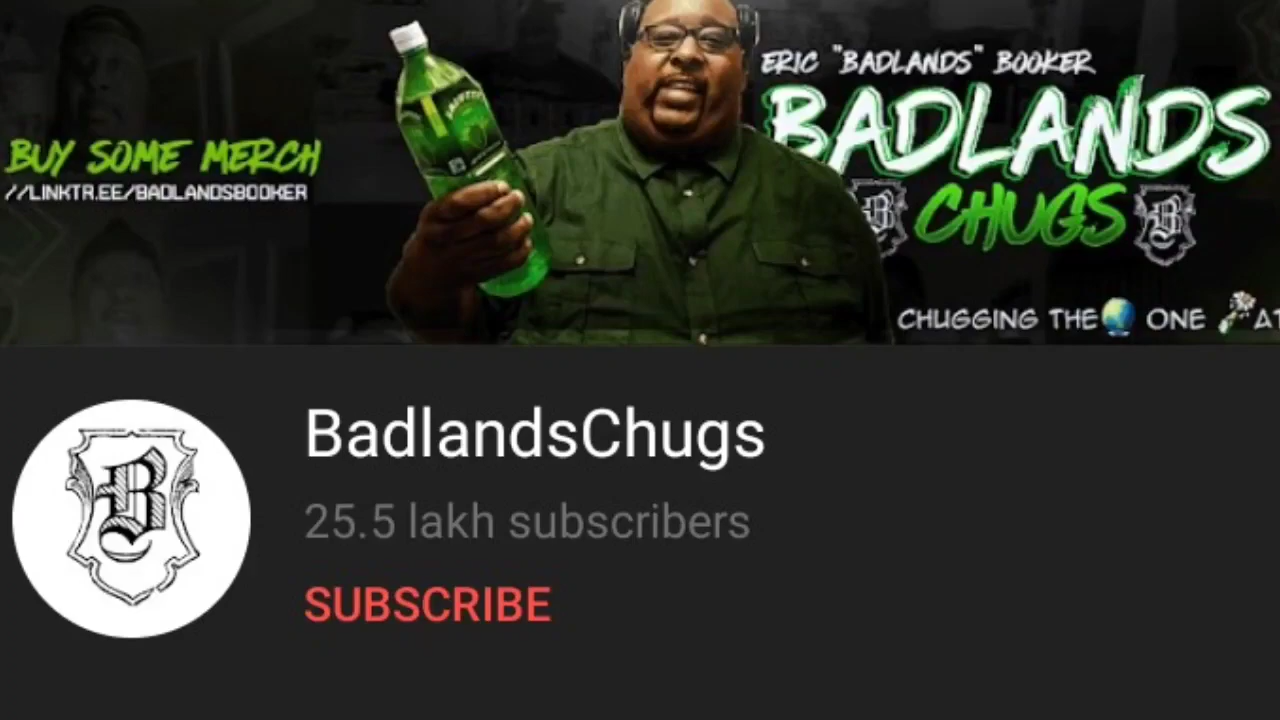 ERIC "BADLANDS" BOOKER
BADLANDS
CHUGS
BUY SOME MERCH
//LINKTR.EE/BADLANDSBOOKER
B
B
CHUGGING THE🌏 ONE 🎤 AT
B
BadlandsChugs
25.5 lakh subscribers
SUBSCRIBE